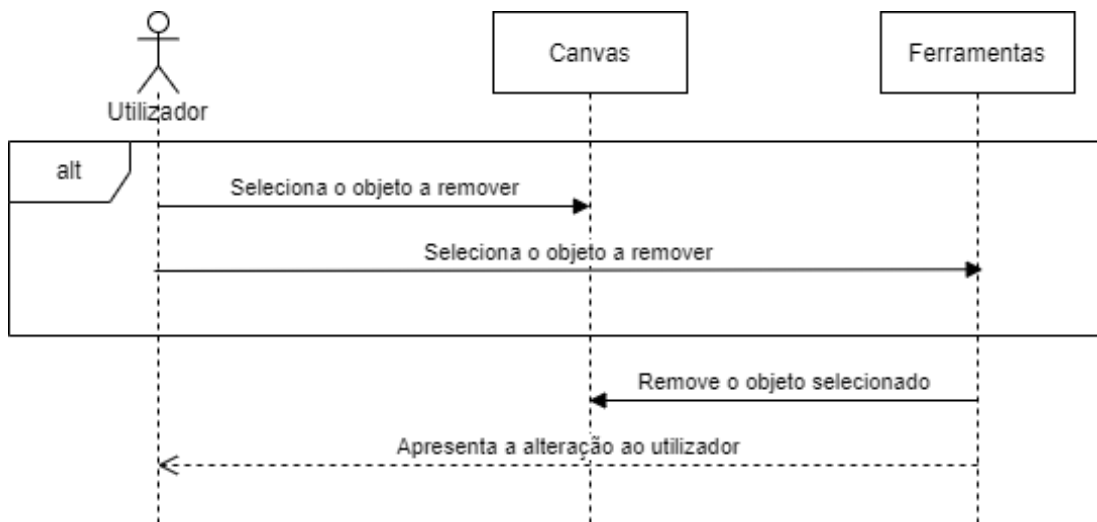 Canvas
Ferramentas
Utilizador
alt
Seleciona o objeto a remover
Seleciona o objeto a remover
Remove o objeto selecionado
Apresenta a alteração ao utilizador